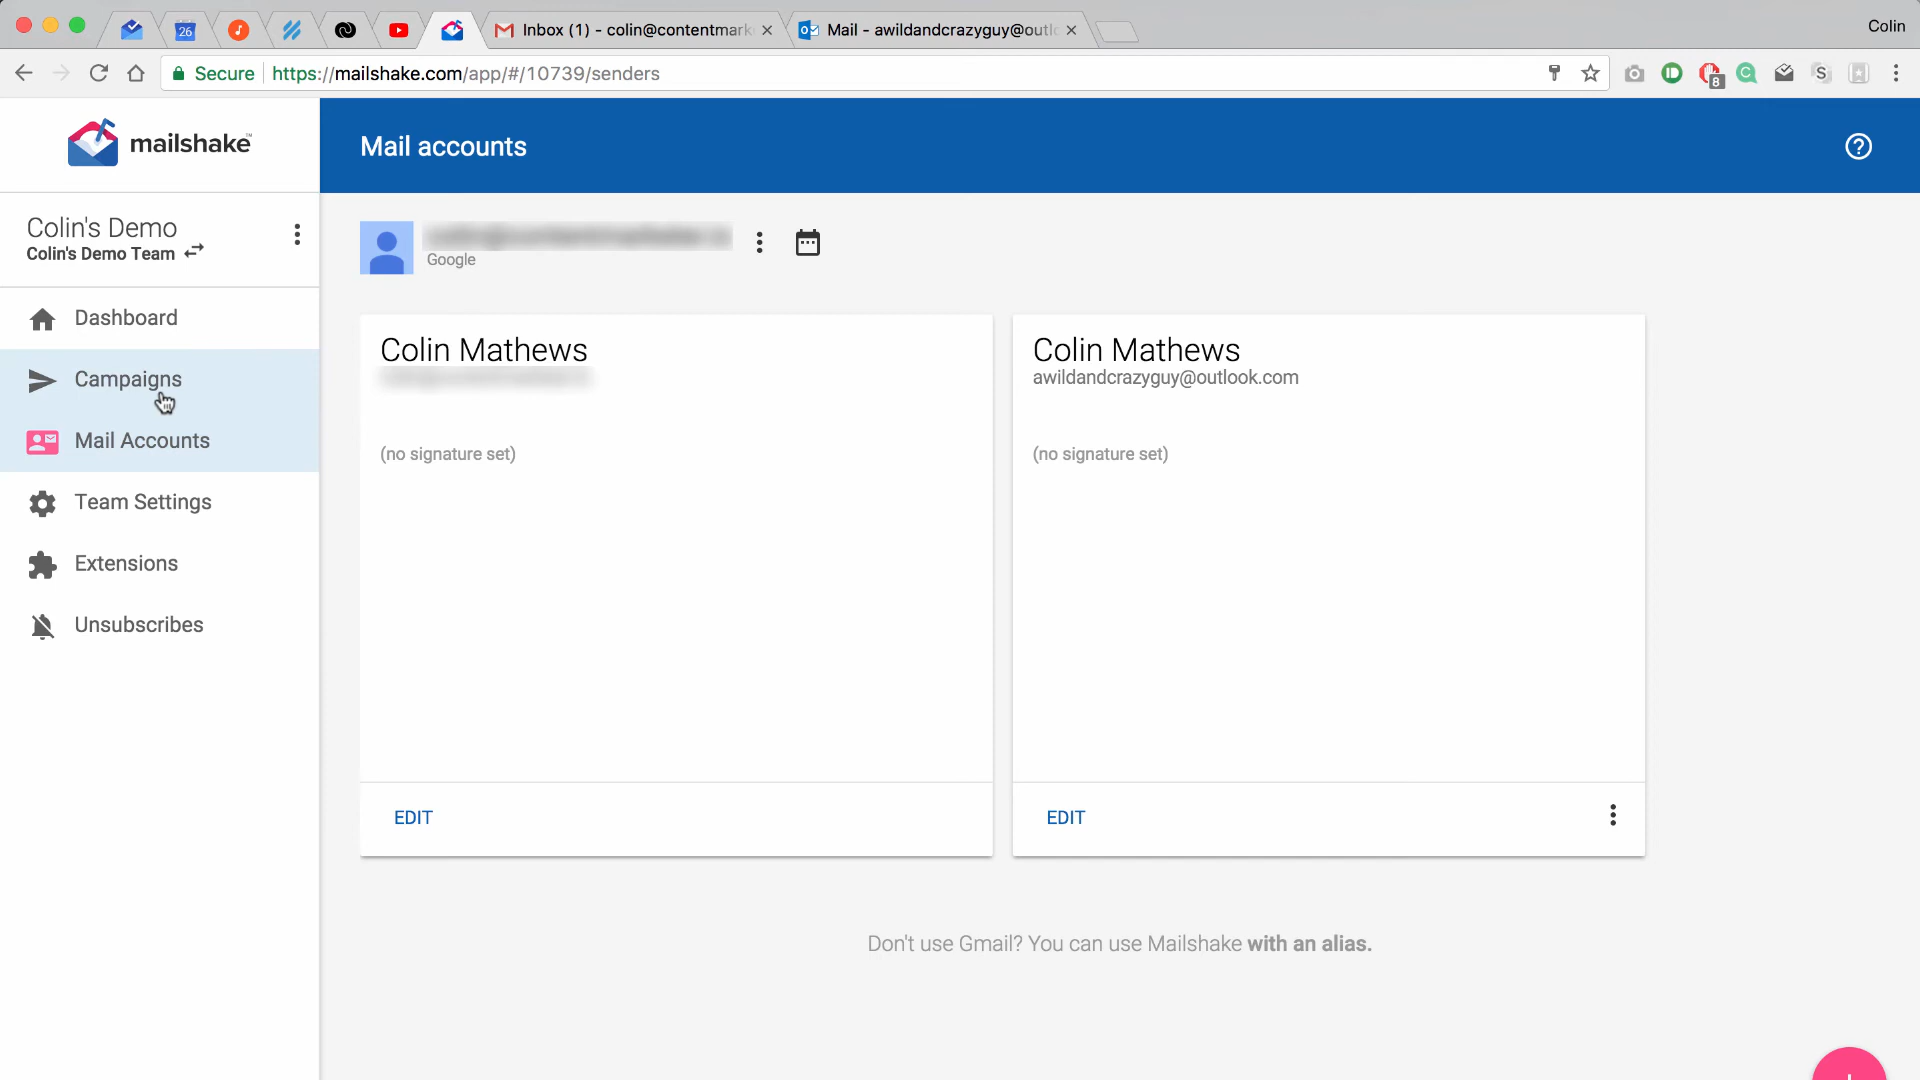 Inbox (1) - colin@contentmark
Mail - awildandcrazyguy@outl
Colin
26
Secure
https://mailshake.com/app/#/10739/senders
8
C
S
mailshake
Mail accounts
Colin's Demo
Colin's Demo Team
Google
Dashboard
Campaigns
Mail Accounts
Team Settings
Extensions
Unsubscribes
Colin Mathews
(no signature set)
EDIT
Colin Mathews
awildandcrazyguy@outlook.com
(no signature set)
EDIT
Don't use Gmail? You can use Mailshake with an alias.